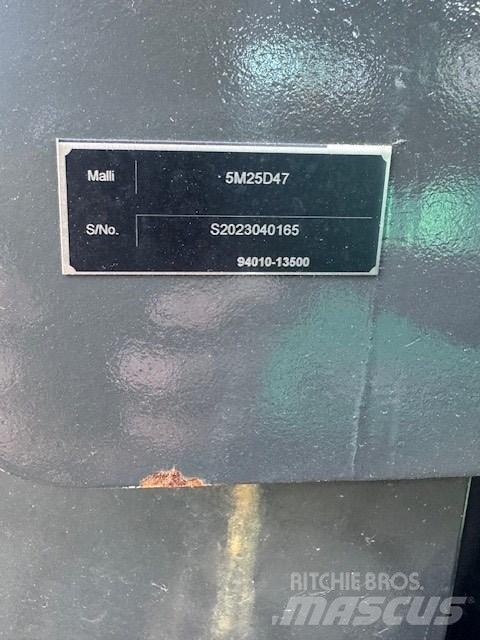 Malli 5M25D47
S/No. S2023040165
94010-13500
RITCHIE BROS.
MASCUS